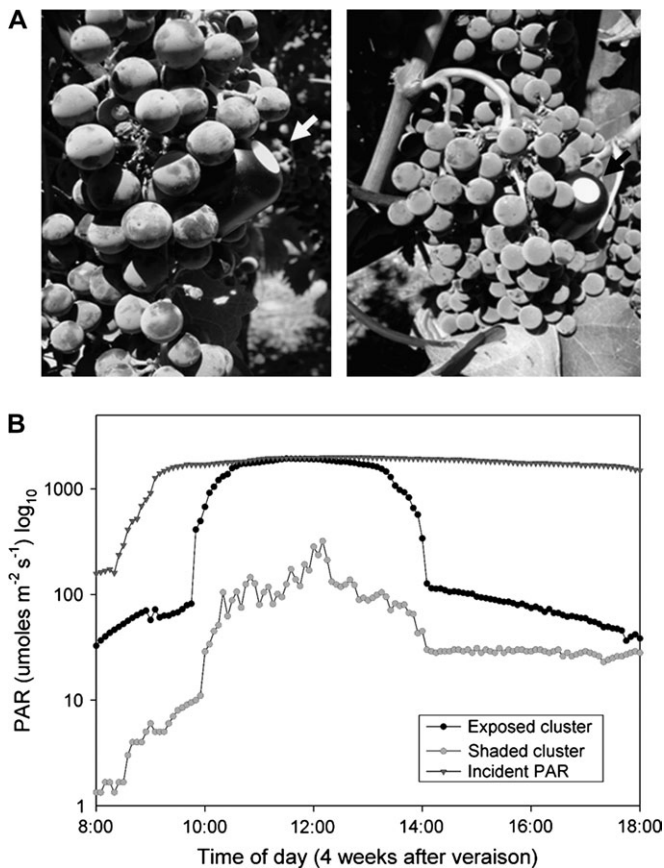 A
B
PAR (umoles m⁻² s⁻¹) log₁₀
1000
100
10
1
Exposed cluster
Shaded cluster
Incident PAR
8:00 10:00 12:00 14:00 16:00 18:00
Time of day (4 weeks after veraison)